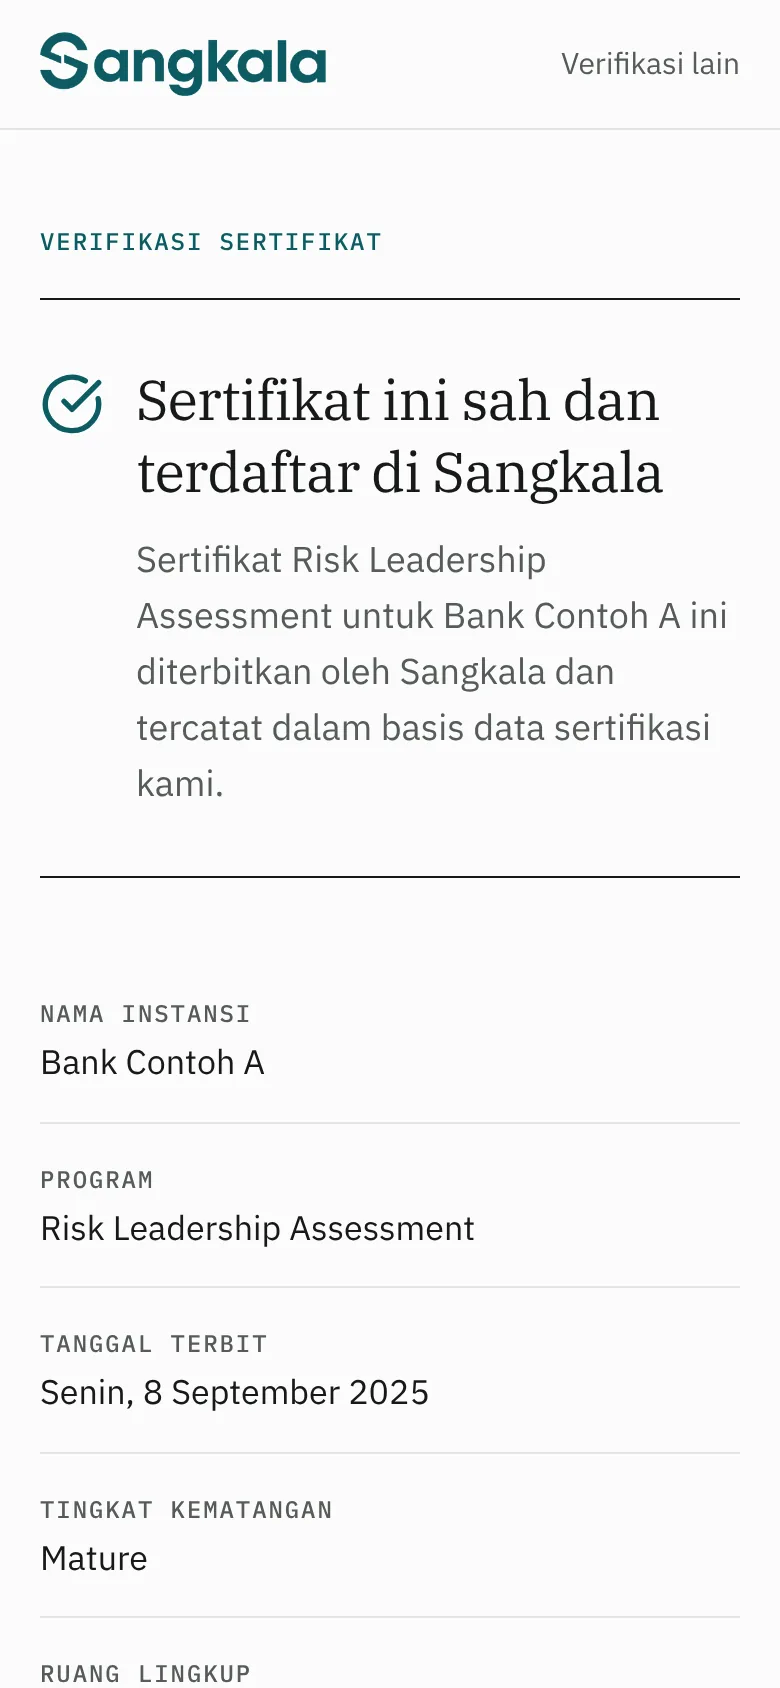 Sangkala
Verifikasi lain
VERIFIKASI SERTIFIKAT
Sertifikat ini sah dan
terdaftar di Sangkala
Sertifikat Risk Leadership
Assessment untuk Bank Contoh A ini
diterbitkan oleh Sangkala dan
tercatat dalam basis data sertifikasi
kami.
NAMA INSTANSI
Bank Contoh A
PROGRAM
Risk Leadership Assessment
TANGGAL TERBIT
Senin, 8 September 2025
TINGKAT KEMATANGAN
Mature
RUANG LINGKUP